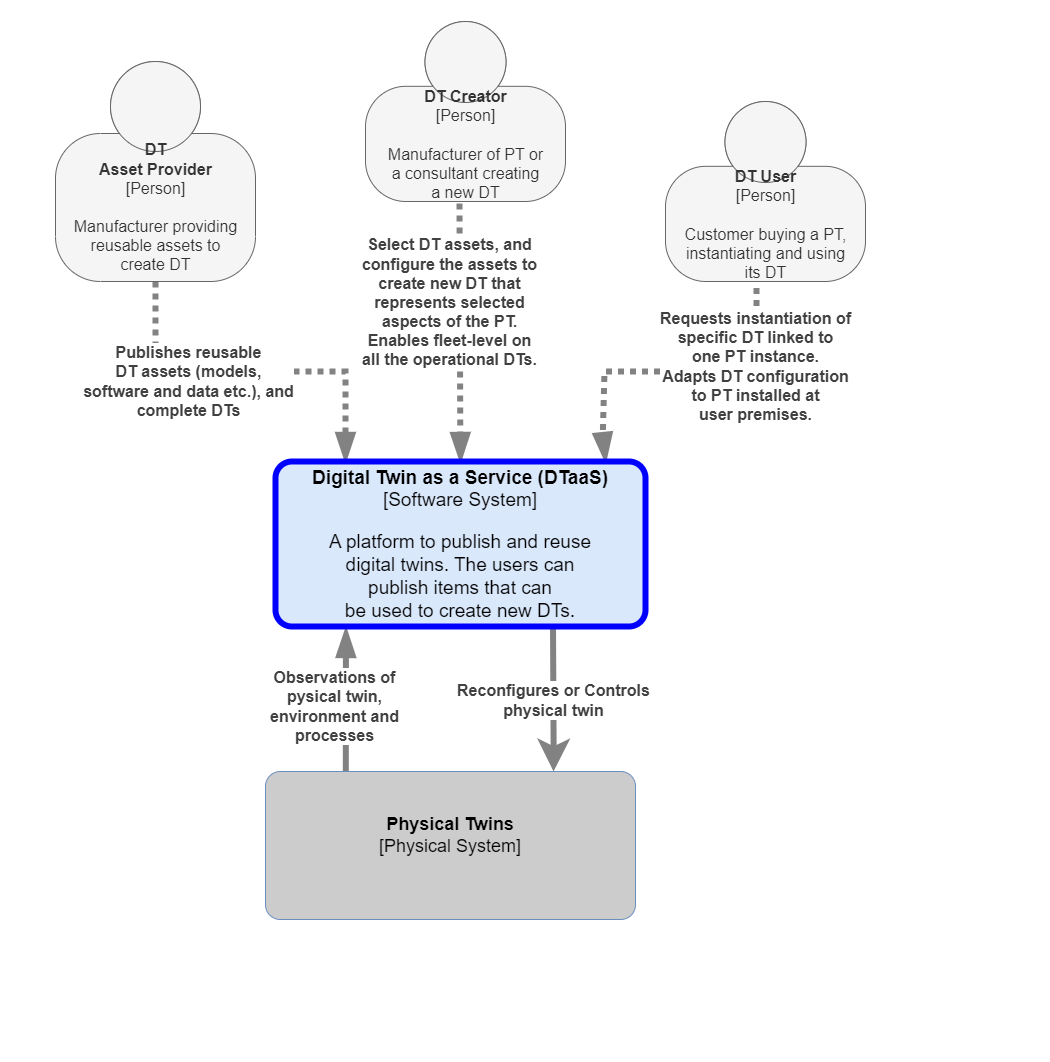 DT
Asset Provider
[Person]
Manufacturer providing
reusable assets to
create DT
DT Creator
[Person]
Manufacturer of PT or
a consultant creating
a new DT
DT User
[Person]
Customer buying a PT,
instantiating and using
its DT
Publishes reusable
DT assets (models,
software and data etc.), and
complete DTs
Select DT assets, and
configure the assets to
create new DT that
represents selected
aspects of the PT.
Enables fleet-level on
all the operational DTs.
Requests instantiation of
specific DT linked to
one PT instance.
Adapts DT configuration
to PT installed at
user premises.
Digital Twin as a Service (DTaaS)
[Software System]
A platform to publish and reuse
digital twins. The users can
publish items that can
be used to create new DTs.
Observations of
pysical twin,
environment and
processes
Reconfigures or Controls
physical twin
Physical Twins
[Physical System]